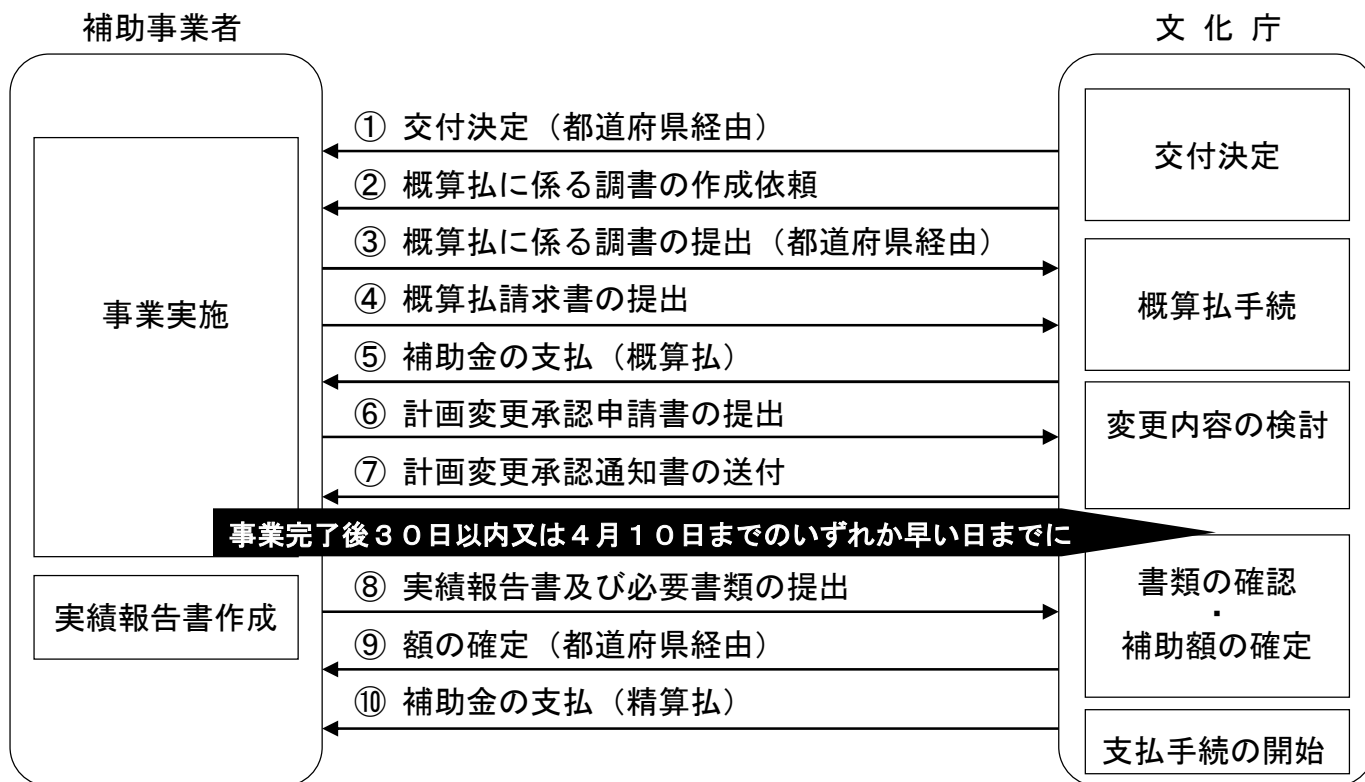 補助事業者
文 化 庁
① 交付決定（都道府県経由）
交付決定
② 概算払に係る調書の作成依頼
③ 概算払に係る調書の提出（都道府県経由）
事業実施
④ 概算払請求書の提出
概算払手続
⑤ 補助金の支払（概算払）
⑥ 計画変更承認申請書の提出
変更内容の検討
⑦ 計画変更承認通知書の送付
事業完了後３０日以内又は４月１０日までのいずれか早い日までに
⑧ 実績報告書及び必要書類の提出
実績報告書作成
書類の確認
・
補助額の確定
⑨ 額の確定（都道府県経由）
⑩ 補助金の支払（精算払）
支払手続の開始